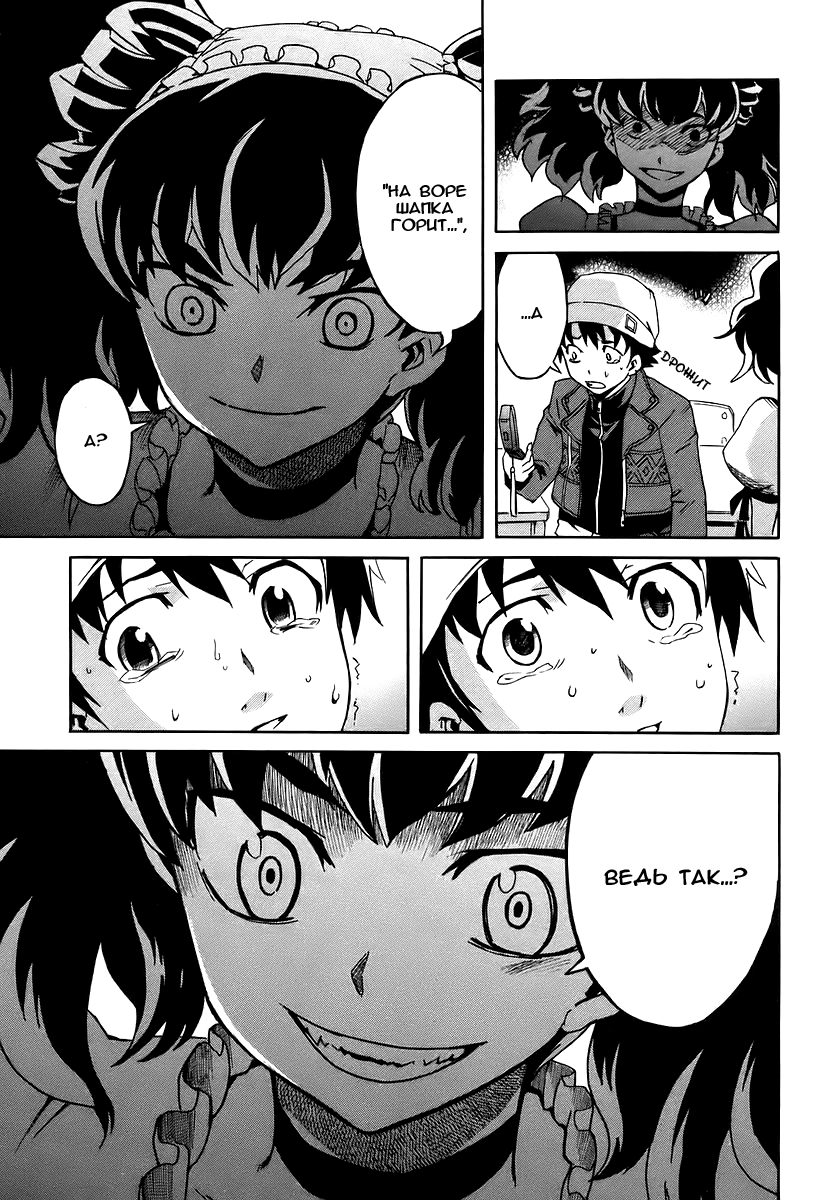 ...А
ДРОЖИТ
"НА ВОРЕ
ШАПКА
ГОРИТ...",
А?
ВЕДЬ ТАК...?